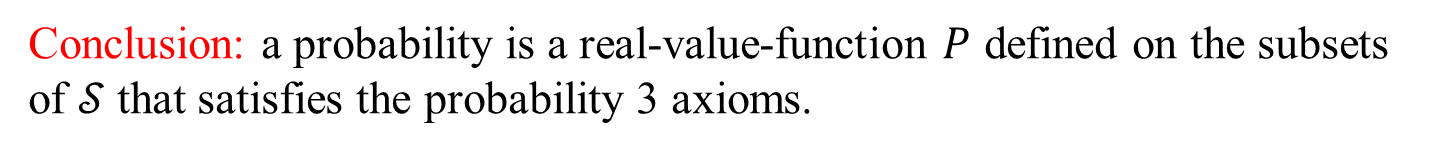 Conclusion: a probability is a real-value-function P defined on the subsets
of S that satisfies the probability 3 axioms.